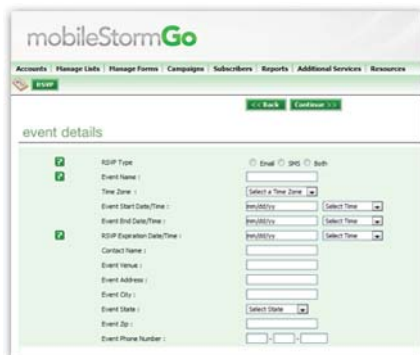 mobileStormGo
Accounts | Manage Lists | Manage Forms | Campaigns | Subscribers | Reports | Additional Services | Resources
RSVP
<< Back Continue >>
event details
? RSVP Type Email SMS Both
? Event Name :
Time Zone : Select a Time Zone
Event Start Date/Time : mm/dd/yy Select Time
Event End Date/Time : mm/dd/yy Select Time
? RSVP Expiration Date/Time : mm/dd/yy Select Time
Contact Name :
Event Venue :
Event Address :
Event City :
Event State : Select State
Event Zip :
Event Phone Number : - -